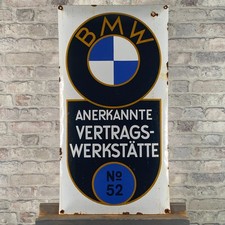 BMW
ANERKANNTE
VERTRAGS-
WERKSTÄTTE
No
52